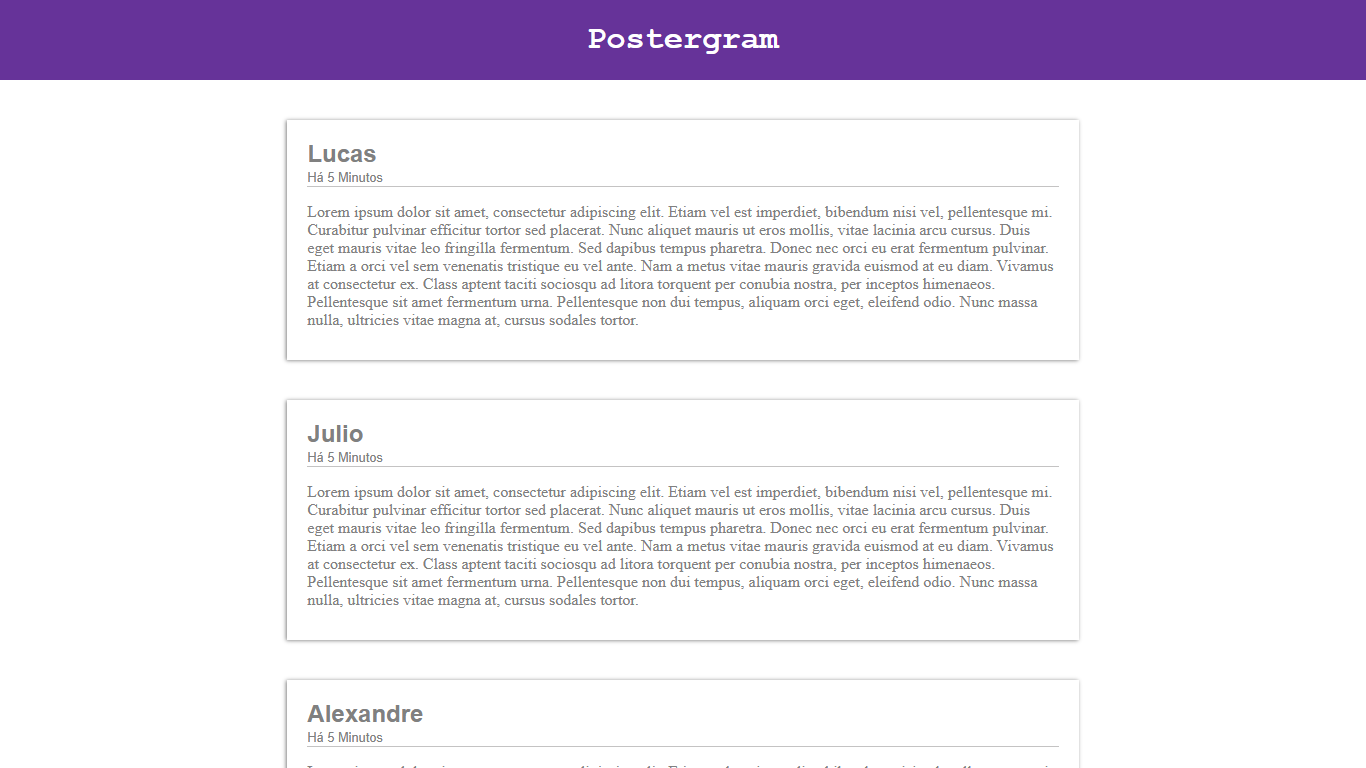 Postergram
Lucas
Há 5 Minutos
Lorem ipsum dolor sit amet, consectetur adipiscing elit. Etiam vel est imperdiet, bibendum nisi vel, pellentesque mi.
Curabitur pulvinar efficitur tortor sed placerat. Nunc aliquet mauris ut eros mollis, vitae lacinia arcu cursus. Duis
eget mauris vitae leo fringilla fermentum. Sed dapibus tempus pharetra. Donec nec orci eu erat fermentum pulvinar.
Etiam a orci vel sem venenatis tristique eu vel ante. Nam a metus vitae mauris gravida euismod at eu diam. Vivamus
at consectetur ex. Class aptent taciti sociosqu ad litora torquent per conubia nostra, per inceptos himenaeos.
Pellentesque sit amet fermentum urna. Pellentesque non dui tempus, aliquam orci eget, eleifend odio. Nunc massa
nulla, ultricies vitae magna at, cursus sodales tortor.
Julio
Há 5 Minutos
Lorem ipsum dolor sit amet, consectetur adipiscing elit. Etiam vel est imperdiet, bibendum nisi vel, pellentesque mi.
Curabitur pulvinar efficitur tortor sed placerat. Nunc aliquet mauris ut eros mollis, vitae lacinia arcu cursus. Duis
eget mauris vitae leo fringilla fermentum. Sed dapibus tempus pharetra. Donec nec orci eu erat fermentum pulvinar.
Etiam a orci vel sem venenatis tristique eu vel ante. Nam a metus vitae mauris gravida euismod at eu diam. Vivamus
at consectetur ex. Class aptent taciti sociosqu ad litora torquent per conubia nostra, per inceptos himenaeos.
Pellentesque sit amet fermentum urna. Pellentesque non dui tempus, aliquam orci eget, eleifend odio. Nunc massa
nulla, ultricies vitae magna at, cursus sodales tortor.
Alexandre
Há 5 Minutos